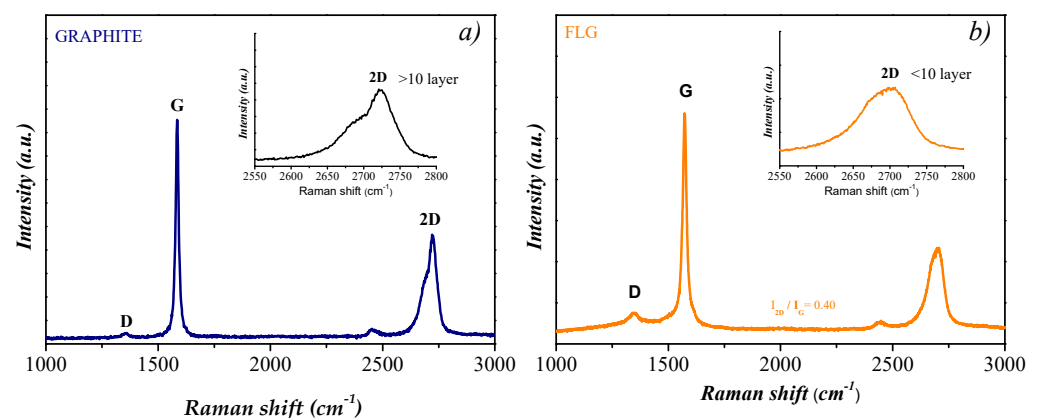 GRAPHITE
a)
Intensity (a.u.)
G
D
2D
1000 1500 2000 2500 3000
Raman shift (cm-1)
2D >10 layer
Intensity (a.u.)
2550 2600 2650 2700 2750 2800
Raman shift (cm-1)
FLG
b)
Intensity (a.u.)
G
D
I2D / IG = 0.40
1000 1500 2000 2500 3000
Raman shift (cm-1)
2D <10 layer
Intensity (a.u.)
2550 2600 2650 2700 2750 2800
Raman shift (cm-1)